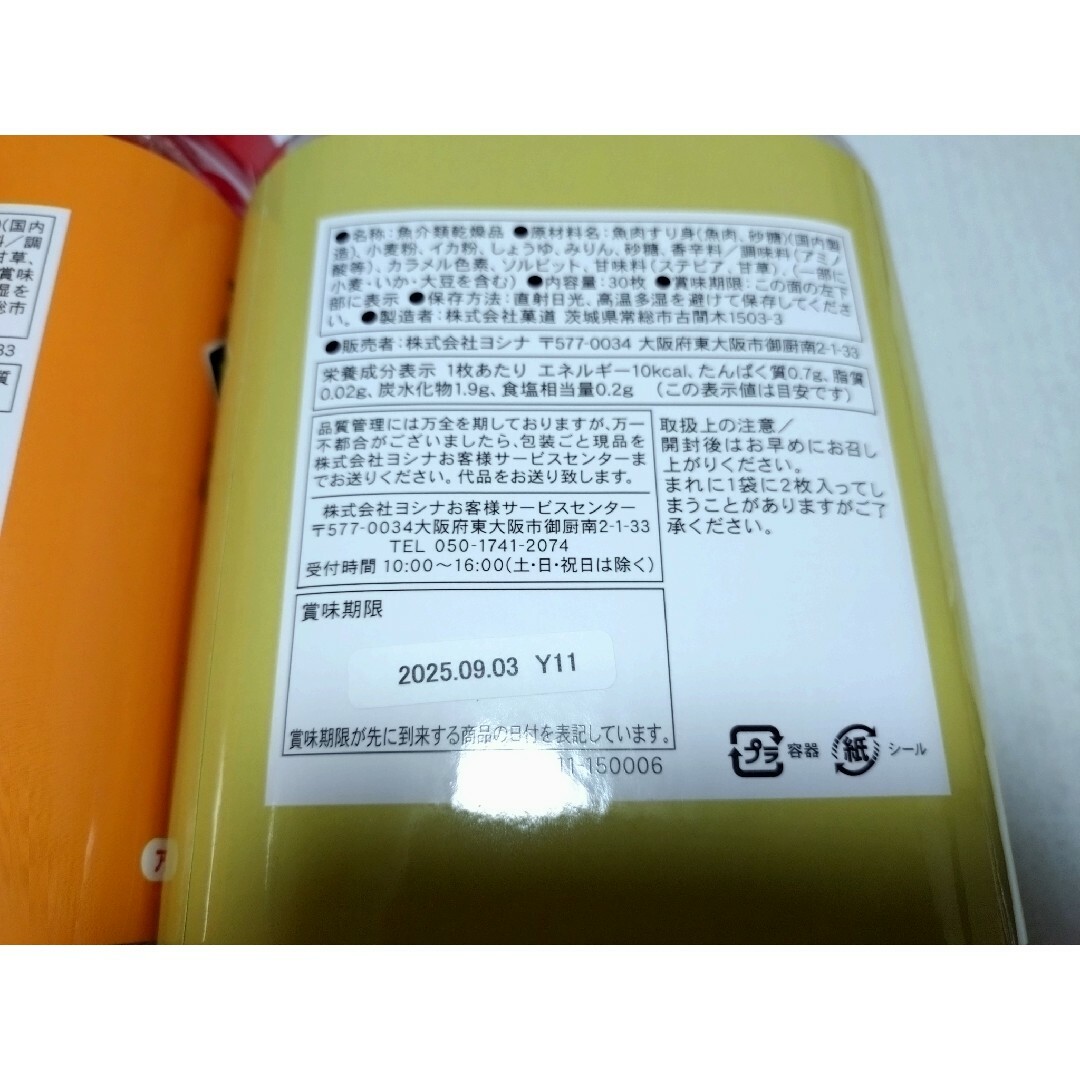 (国内
料/調
甘草、
賞味
湿を
総市
33
質
●名称:魚介類乾燥品 ●原材料名:魚肉すり身(魚肉、砂糖)(国内製
造)、小麦粉、イカ粉、しょうゆ、みりん、砂糖、香辛料/調味料(アミノ
酸等)、カラメル色素、ソルビット、甘味料(ステビア、甘草)、(一部に
小麦・いか・大豆を含む) ●内容量:30枚 ●賞味期限:この面の左下
部に表示 ●保存方法:直射日光、高温多湿を避けて保存してくださ
い。●製造者:株式会社菓道 茨城県常総市古間木1503-3
●販売者:株式会社ヨシナ 〒577-0034 大阪府東大阪市御厨南2-1-33
栄養成分表示 1枚あたり エネルギー10kcal、たんぱく質0.7g、脂質
0.02g、炭水化物1.9g、食塩相当量0.2g (この表示値は目安です)
品質管理には万全を期しておりますが、万一
不都合がございましたら、包装ごと現品を
株式会社ヨシナお客様サービスセンターま
でお送りください。代品をお送り致します。
株式会社ヨシナお客様サービスセンター
〒577-0034大阪府東大阪市御厨南2-1-33
TEL 050-1741-2074
受付時間 10:00〜16:00(土・日・祝日は除く)
取扱上の注意/
開封後はお早めにお召し
上がりください。
まれに1袋に2枚入ってし
まうことがありますがご了
承ください。
賞味期限
2025.09.03 Y11
賞味期限が先に到来する商品の日付を表記しています。
11-150006
プラ 容器 紙 シール